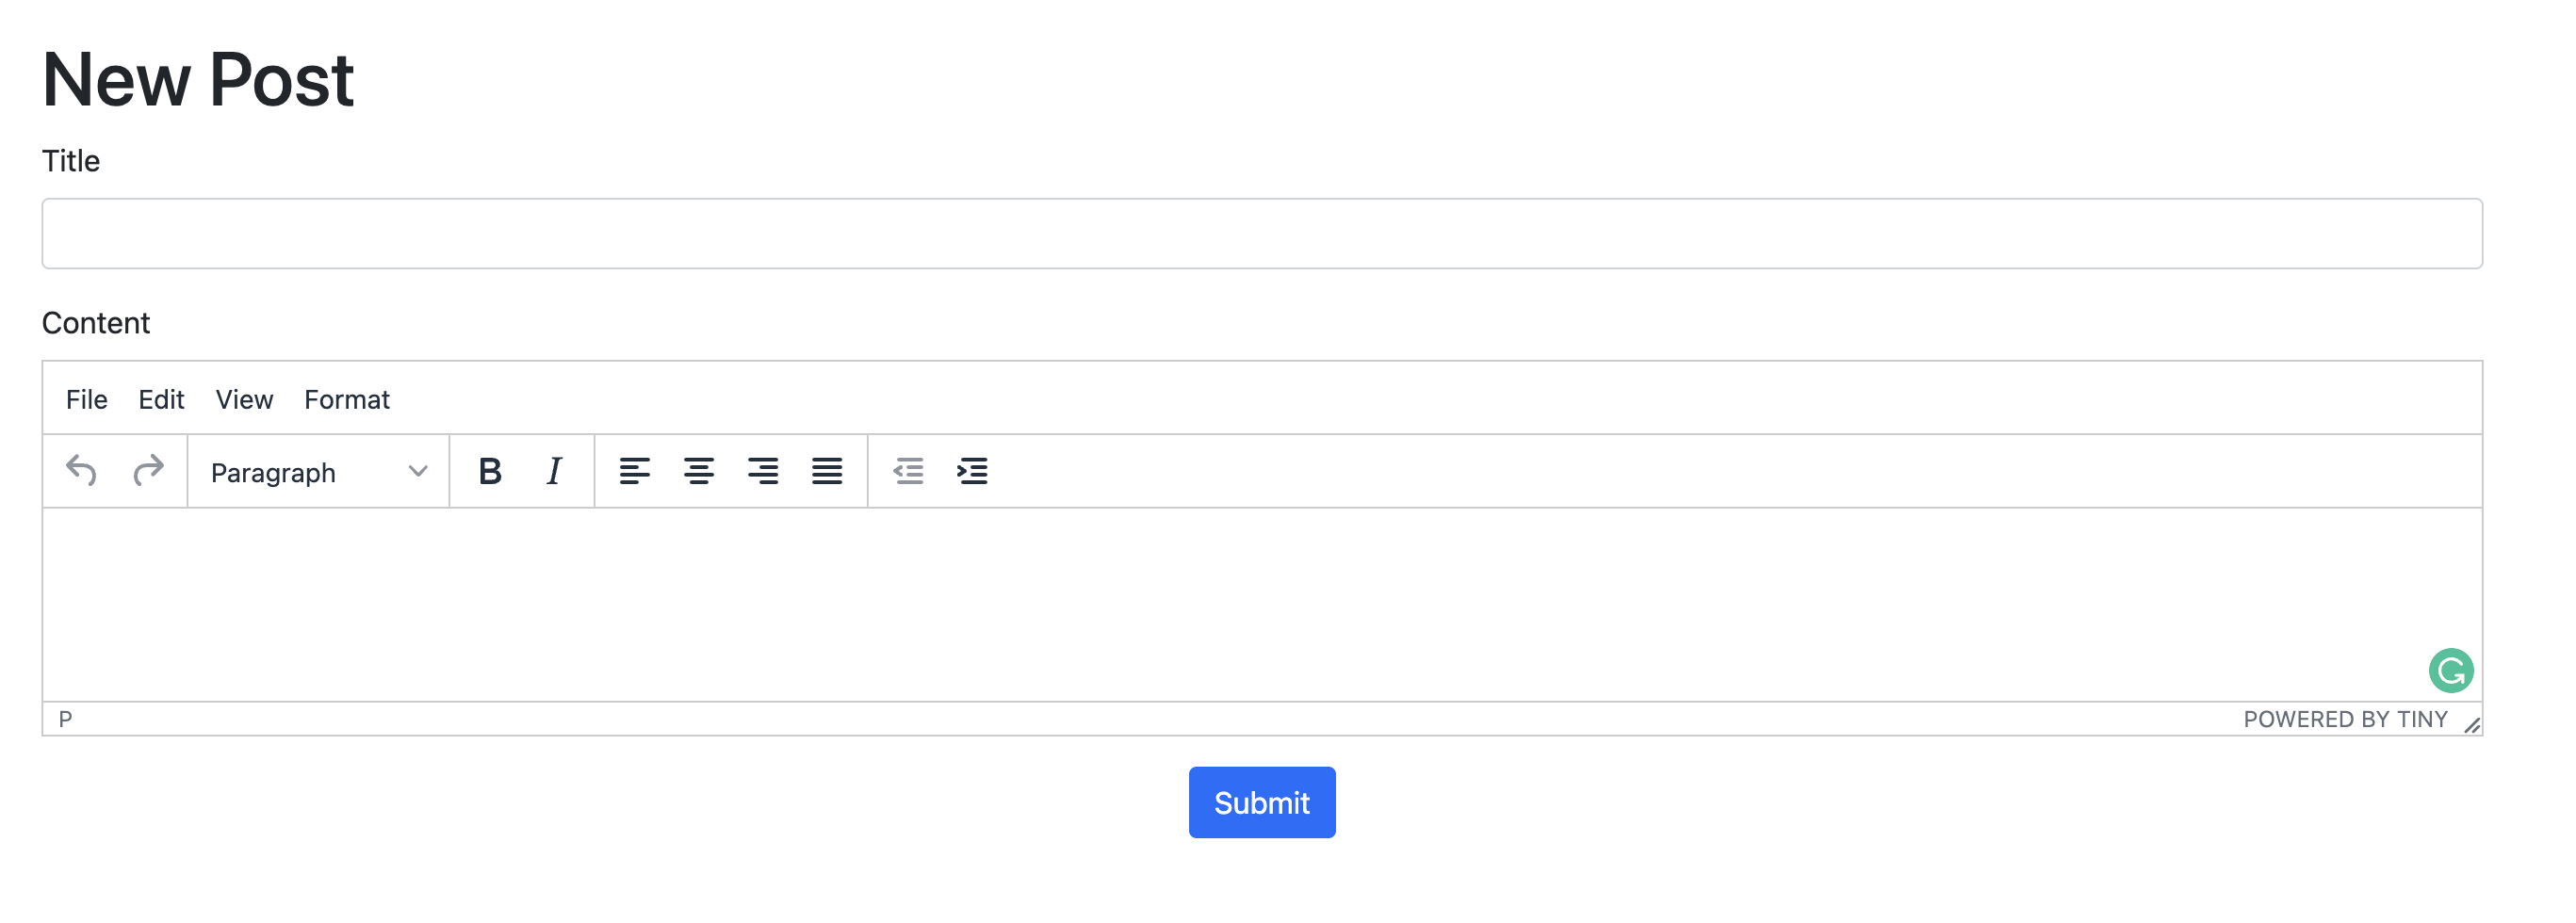 New Post
Title
Content
File Edit View Format
Paragraph B I
P POWERED BY TINY
Submit